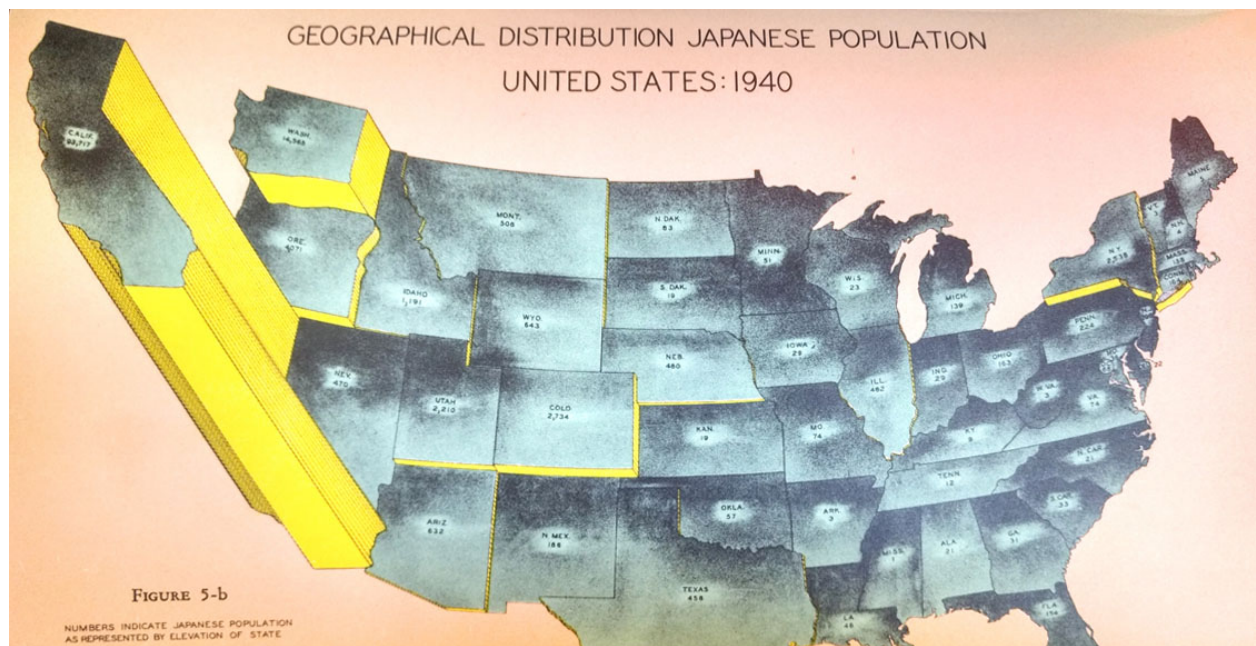 GEOGRAPHICAL DISTRIBUTION JAPANESE POPULATION
UNITED STATES: 1940
CALIF.
93,717
WASH.
14,565
ORE.
4,071
IDAHO
1,191
MONT.
508
N. DAK.
83
MINN.
51
S. DAK.
19
WIS.
23
MICH.
139
N.Y.
2,538
MAINE
5
VT.
3
N.H.
MASS.
158
CONN.
PENN.
224
WYO.
643
NEB.
480
IOWA
29
ILL.
462
IND.
29
OHIO
163
W. VA.
3
VA.
74
NEV.
470
UTAH
2,210
COLO.
2,734
KAN.
19
MO.
74
KY.
9
TENN.
12
N. CAR.
21
S. CAR.
33
ARIZ.
632
N. MEX.
186
OKLA.
57
ARK.
3
MISS.
1
ALA.
21
GA.
31
TEXAS
458
LA.
46
FLA.
154
FIGURE 5-b
NUMBERS INDICATE JAPANESE POPULATION
AS REPRESENTED BY ELEVATION OF STATE